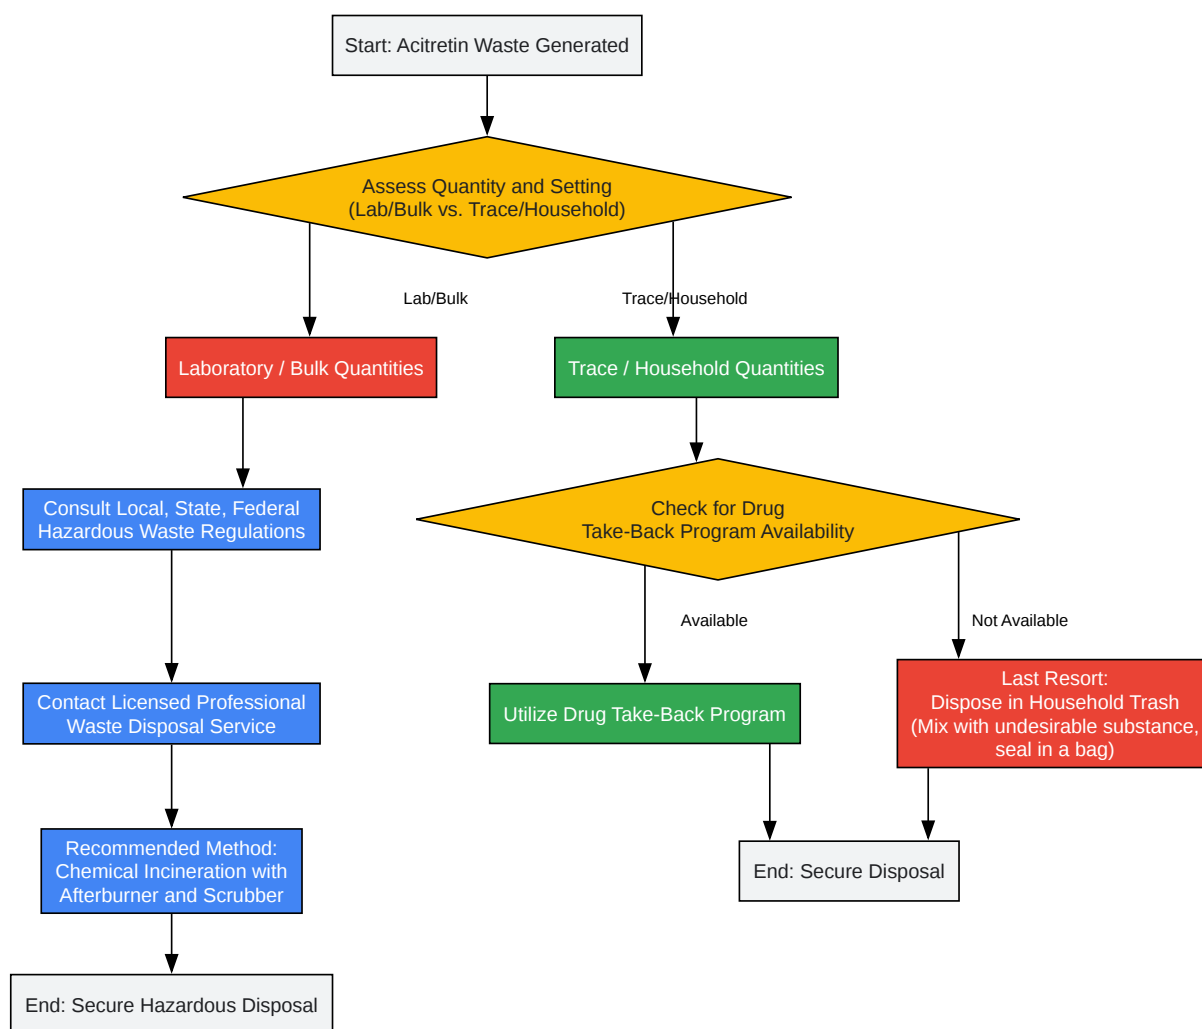 Start: Acitretin Waste Generated
Assess Quantity and Setting
(Lab/Bulk vs. Trace/Household)
Lab/Bulk
Trace/Household
Laboratory / Bulk Quantities
Trace / Household Quantities
Consult Local, State, Federal
Hazardous Waste Regulations
Check for Drug
Take-Back Program Availability
Available
Not Available
Contact Licensed Professional
Waste Disposal Service
Utilize Drug Take-Back Program
Last Resort:
Dispose in Household Trash
(Mix with undesirable substance,
seal in a bag)
Recommended Method:
Chemical Incineration with
Afterburner and Scrubber
End: Secure Disposal
End: Secure Hazardous Disposal